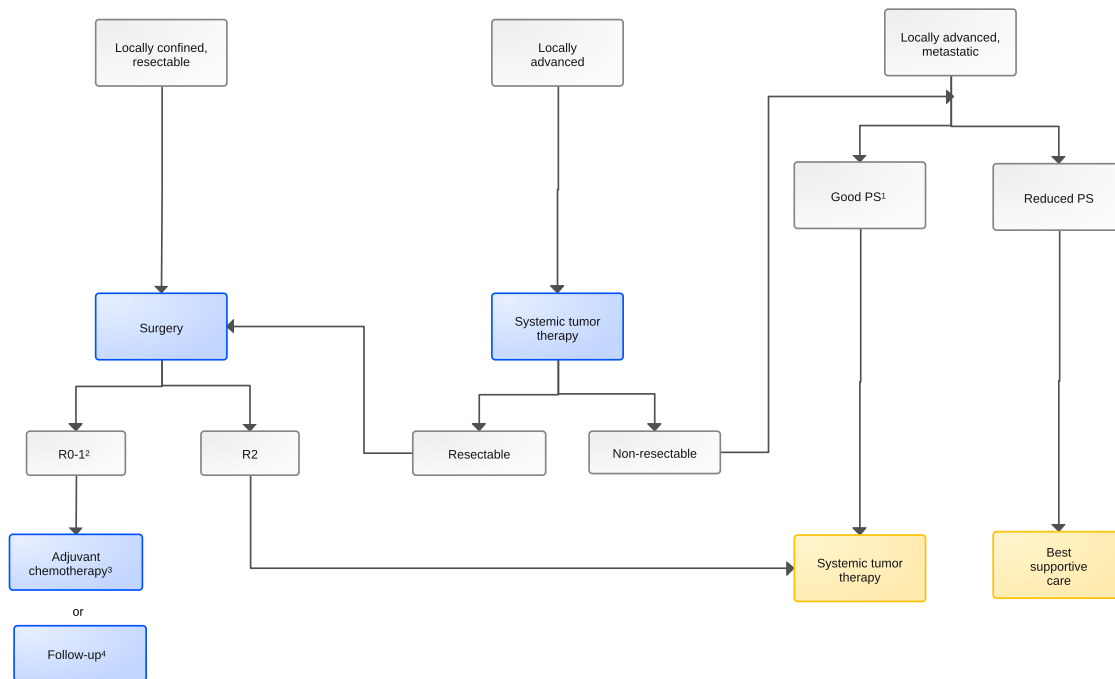 Locally confined,
resectable
Locally
advanced
Locally advanced,
metastatic
Good PS¹
Reduced PS
Surgery
Systemic tumor
therapy
R0-1²
R2
Resectable
Non-resectable
Adjuvant
chemotherapy³
or
Follow-up⁴
Systemic tumor
therapy
Best
supportive
care